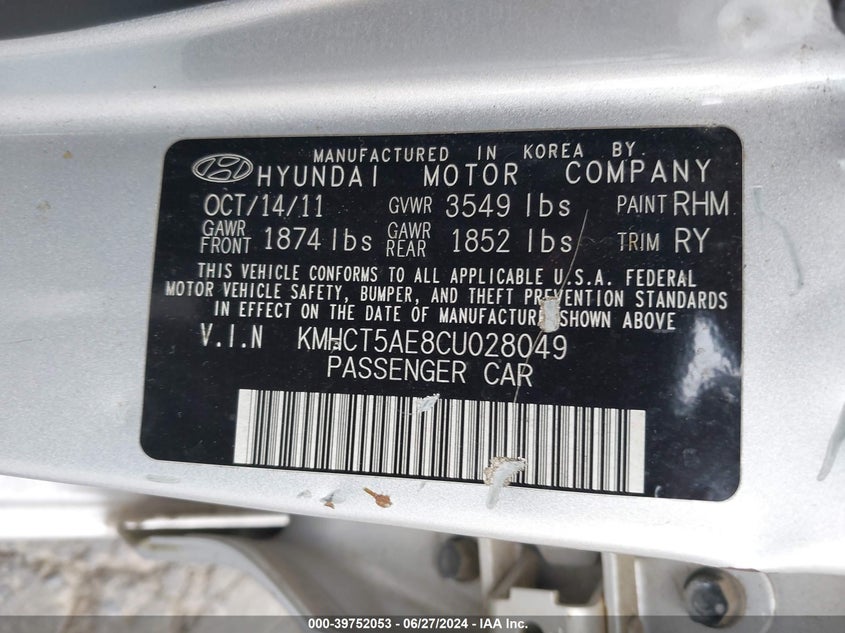 MANUFACTURED IN KOREA BY
HYUNDAI MOTOR COMPANY
OCT/14/11 GVWR 3549 lbs PAINT RHM
GAWR FRONT 1874 lbs GAWR REAR 1852 lbs TRIM RY
THIS VEHICLE CONFORMS TO ALL APPLICABLE U.S.A. FEDERAL
MOTOR VEHICLE SAFETY, BUMPER, AND THEFT PREVENTION STANDARDS
IN EFFECT ON THE DATE OF MANUFACTURE SHOWN ABOVE.
V.I.N KMHCT5AE8CU028049
PASSENGER CAR
000-39752053 / 06/27/2024 - IAA Inc.